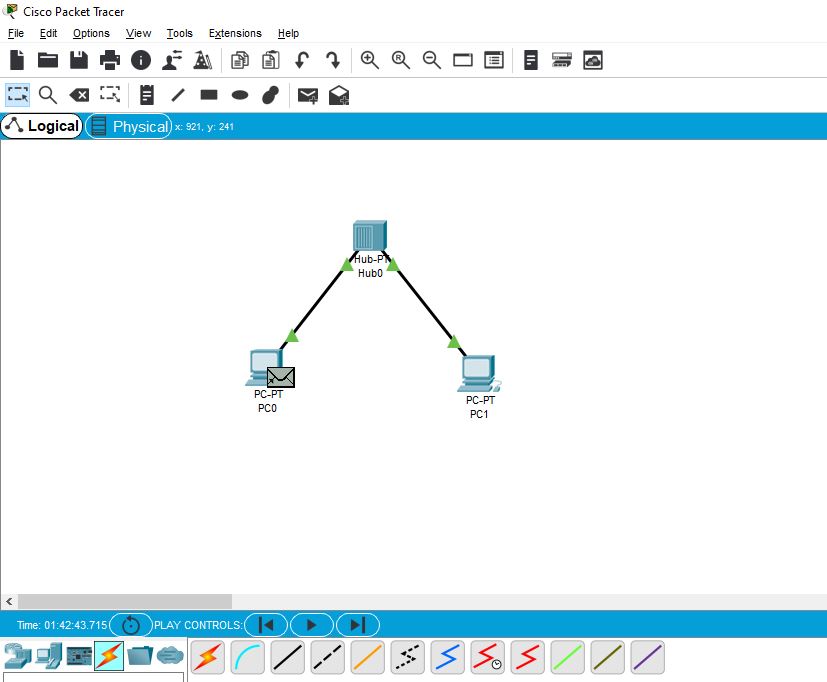 Cisco Packet Tracer
File Edit Options View Tools Extensions Help
Logical Physical x: 921, y: 241
Hub-PT
Hub0
PC-PT
PC0
PC-PT
PC1
Time: 01:42:43.715 PLAY CONTROLS: